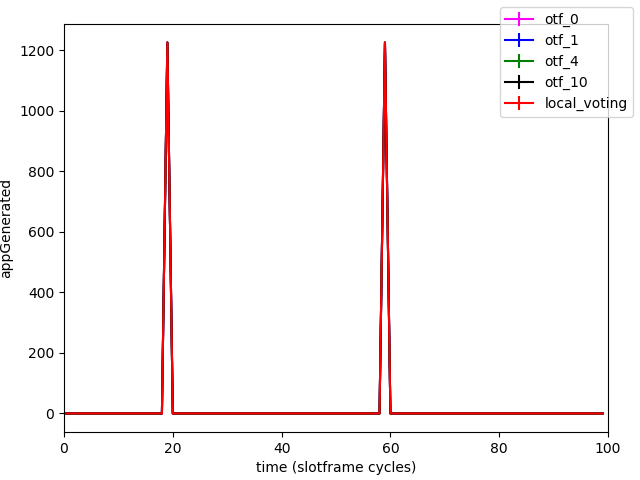 otf_0
otf_1
otf_4
otf_10
local_voting
appGenerated
1200
1000
800
600
400
200
0
0 20 40 60 80 100
time (slotframe cycles)